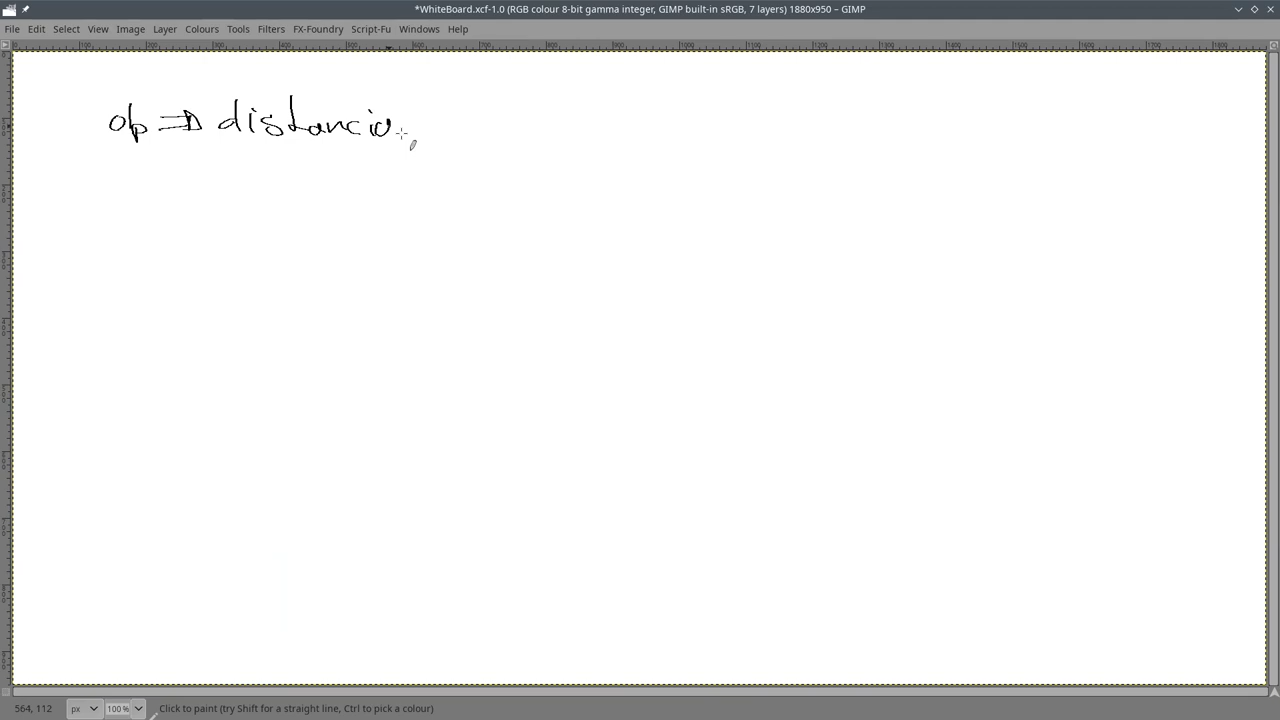 *WhiteBoard.xcf-1.0 (RGB colour 8-bit gamma integer, GIMP built-in sRGB, 7 layers) 1880x950 – GIMP
File Edit Select View Image Layer Colours Tools Filters FX-Foundry Script-Fu Windows Help
op ⇒ distancia
564, 112 px 100% Click to paint (try Shift for a straight line, Ctrl to pick a colour)